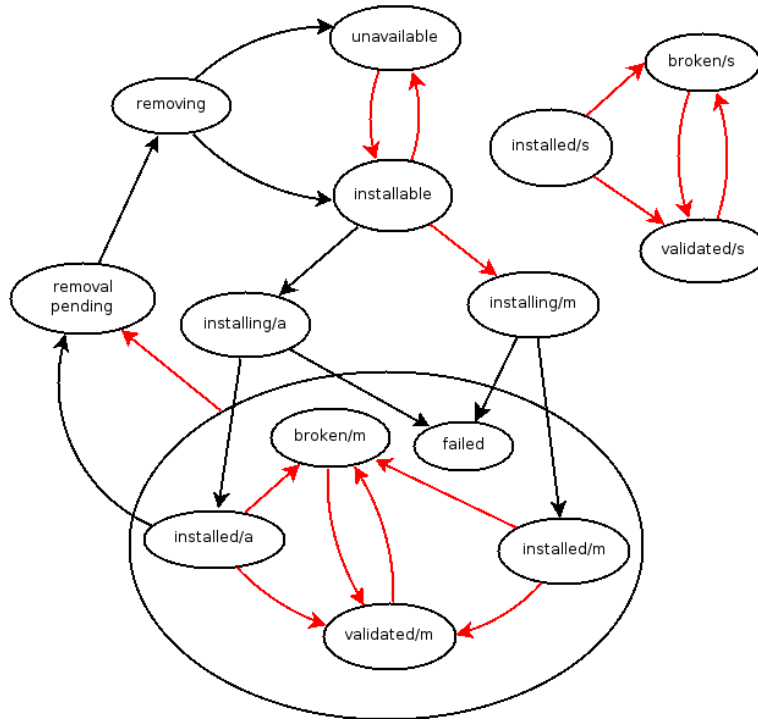 unavailable
broken/s
removing
installed/s
installable
validated/s
removal
pending
installing/a
installing/m
broken/m
failed
installed/a
installed/m
validated/m